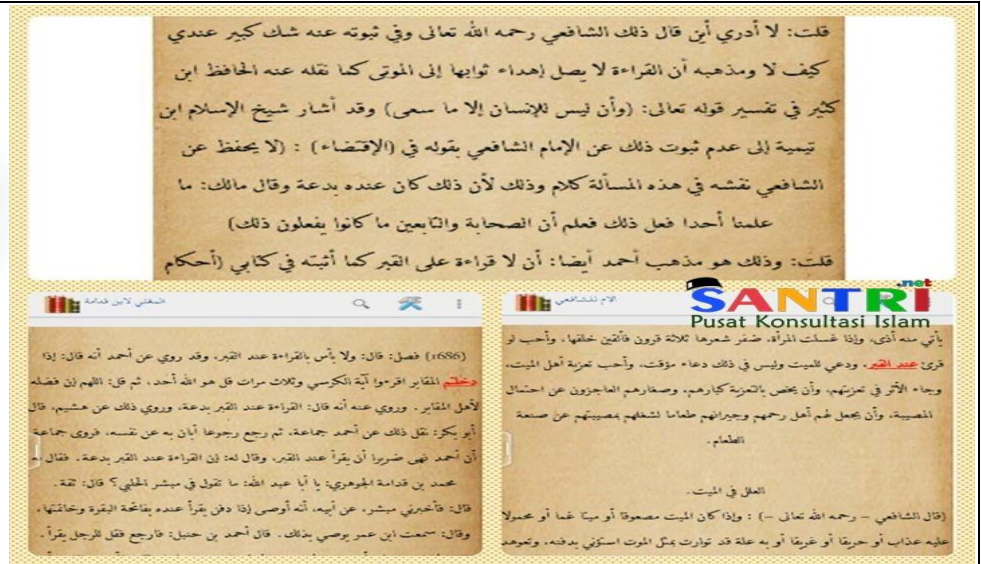 قلت: لا أدري أين قال ذلك الشافعي رحمه الله تعالى وفي ثبوته عنه شك كبير عندي
كيف لا ومذهبه أن القراءة لا يصل إهداء ثوابها إلى الموتى كما نقله عنه الحافظ ابن
كثير في تفسير قوله تعالى: (وأن ليس للإنسان إلا ما سعى) وقد أشار شيخ الإسلام ابن
تيمية إلى عدم ثبوت ذلك عن الإمام الشافعي بقوله في (الإقتضاء) : (لا يحفظ عن
الشافعي نفسه في هذه المسألة كلام وذلك لأن ذلك كان عنده بدعة وقال مالك: ما
علمنا أحدا فعل ذلك فعلم أن الصحابة والتابعين ما كانوا يفعلون ذلك)
قلت: وذلك هو مذهب أحمد أيضا: أن لا قراءة على القبر كما أثبته في كتابي (أحكام
المغني لابن قدامة
(1686) فصل: قال: ولا بأس بالقراءة عند القبر، وقد روي عن أحمد أنه قال: إذا
دخلتم المقابر اقرءوا آية الكرسي وثلاث مرات قل هو الله أحد، ثم قل: اللهم إن فضله
لأهل المقابر. وروي عنه أنه قال: القراءة عند القبر بدعة، وروي ذلك عن هشيم، قال
أبو بكر: نقل ذلك عن أحمد جماعة، ثم رجع رجوعا أبان به عن نفسه، فروى جماعة
أن أحمد نهى ضريرا أن يقرأ عند القبر، وقال له: إن القراءة عند القبر بدعة. فقال له
محمد بن قدامة الجوهري: يا أبا عبد الله: ما تقول في مبشر الحلبي؟ قال: ثقة.
قال: فأخبرني مبشر، عن أبيه، أنه أوصى إذا دفن يقرأ عنده بفاتحة البقرة وخاتمتها،
وقال: سمعت ابن عمر يوصي بذلك. قال أحمد بن حنبل: فارجع فقل للرجل يقرأ.
الأم للشافعي
.net
SANTRI
Pusat Konsultasi Islam
يأتي منه أذى، وإذا غسلت المرأة، ضفر شعرها ثلاثة قرون فألقين خلفها، وأحب لو
قرئ عند القبر، ودعي للميت وليس في ذلك دعاء مؤقت، وأحب تعزية أهل الميت،
وجاء الأثر في تعزيتهم، وأن يخص بالتعزية كبارهم، وصغارهم العاجزون عن احتمال
المصيبة، وأن يجعل لهم أهل رحمهم وجيرانهم طعاما لشغلهم بمصيبتهم عن صنعة
الطعام.
العلل في الميت.
(قال الشافعي - رحمه الله تعالى -) : وإذا كان الميت مصعوقا أو ميتا غما أو محمولا
عليه عذاب أو حريقا أو غريقا أو به علة قد توارت بمثل الموت استؤني بدفنه، وتعوهد